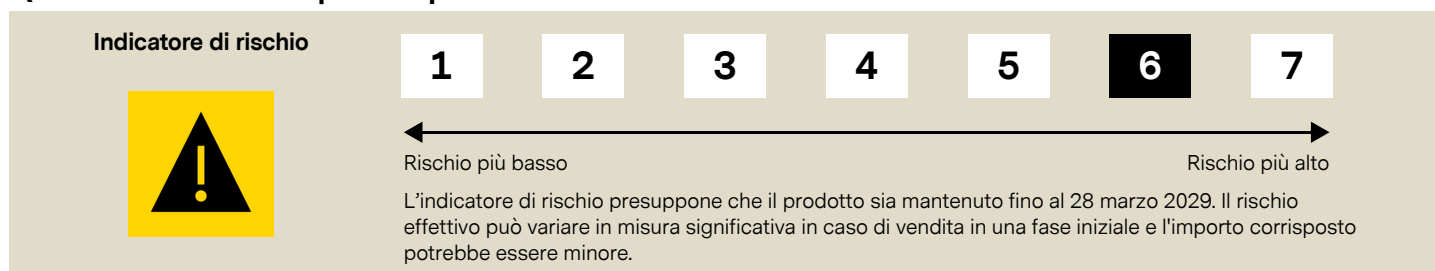 Indicatore di rischio
1 2 3 4 5 6 7
Rischio più basso Rischio più alto
L'indicatore di rischio presuppone che il prodotto sia mantenuto fino al 28 marzo 2029. Il rischio
effettivo può variare in misura significativa in caso di vendita in una fase iniziale e l'importo corrisposto
potrebbe essere minore.